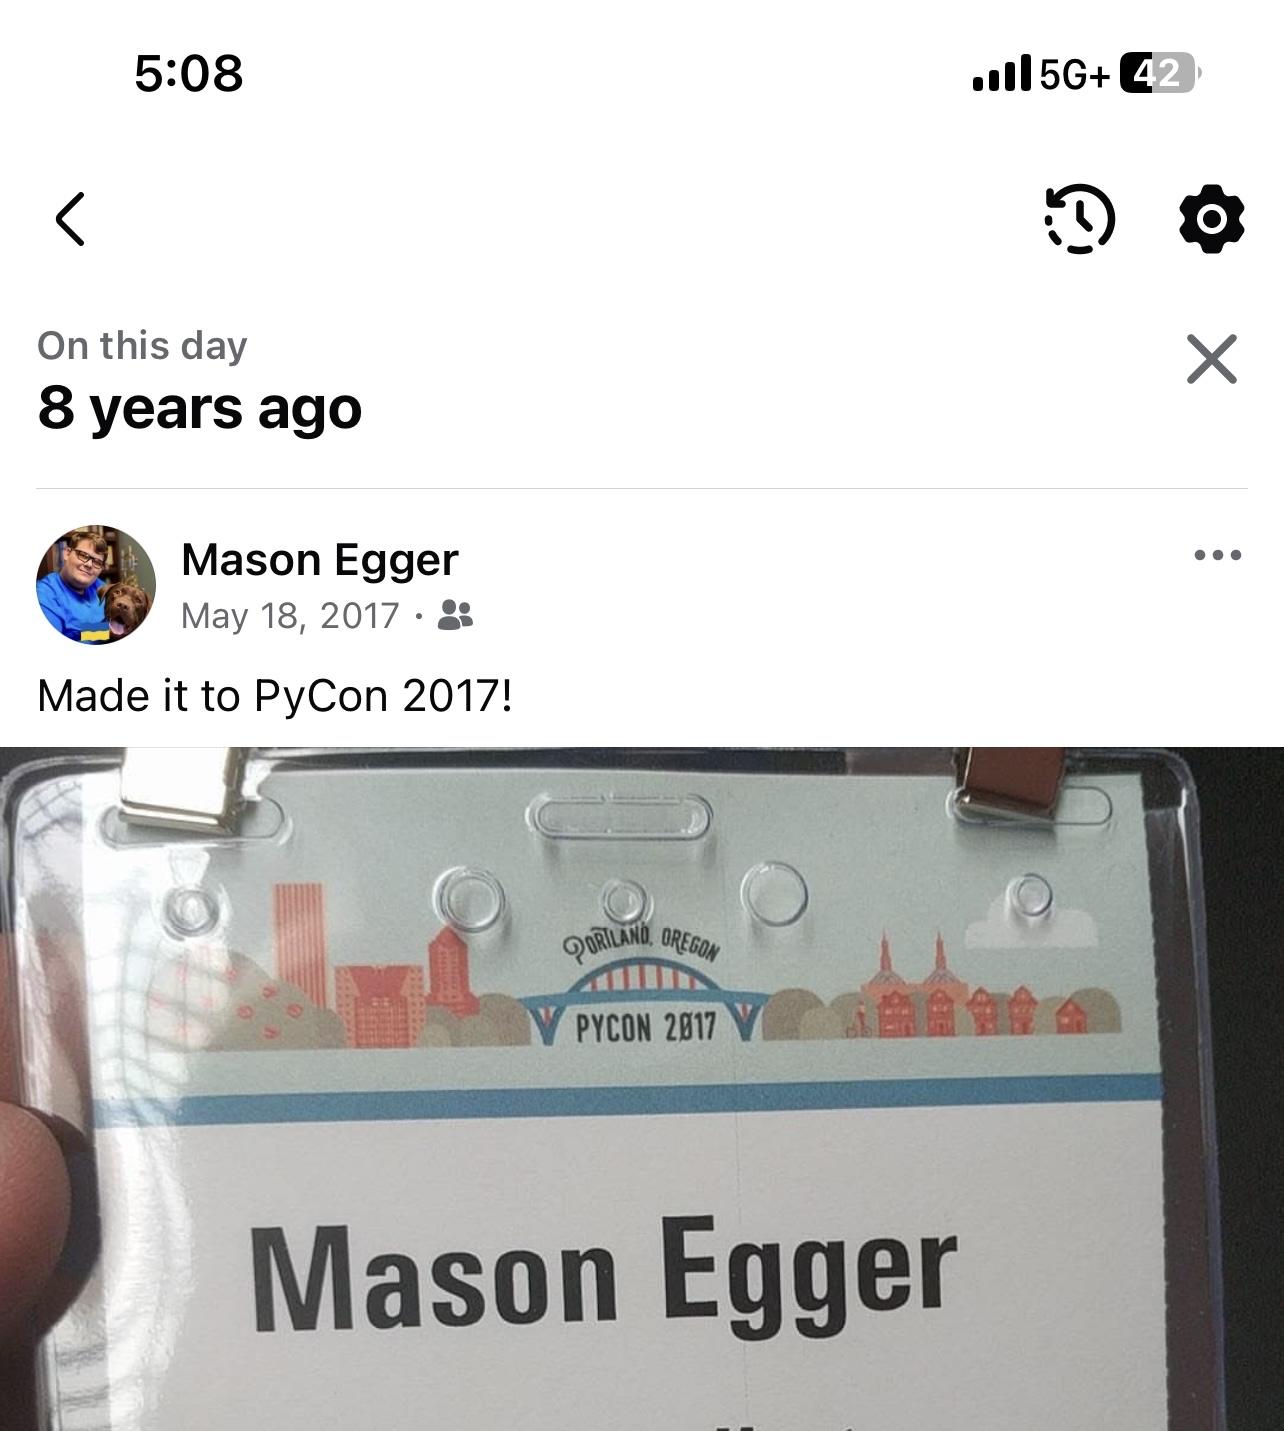 5:08
5G+ 42
On this day
8 years ago
Mason Egger
May 18, 2017 ·
Made it to PyCon 2017!
PORTLAND, OREGON
PYCON 2017
Mason Egger